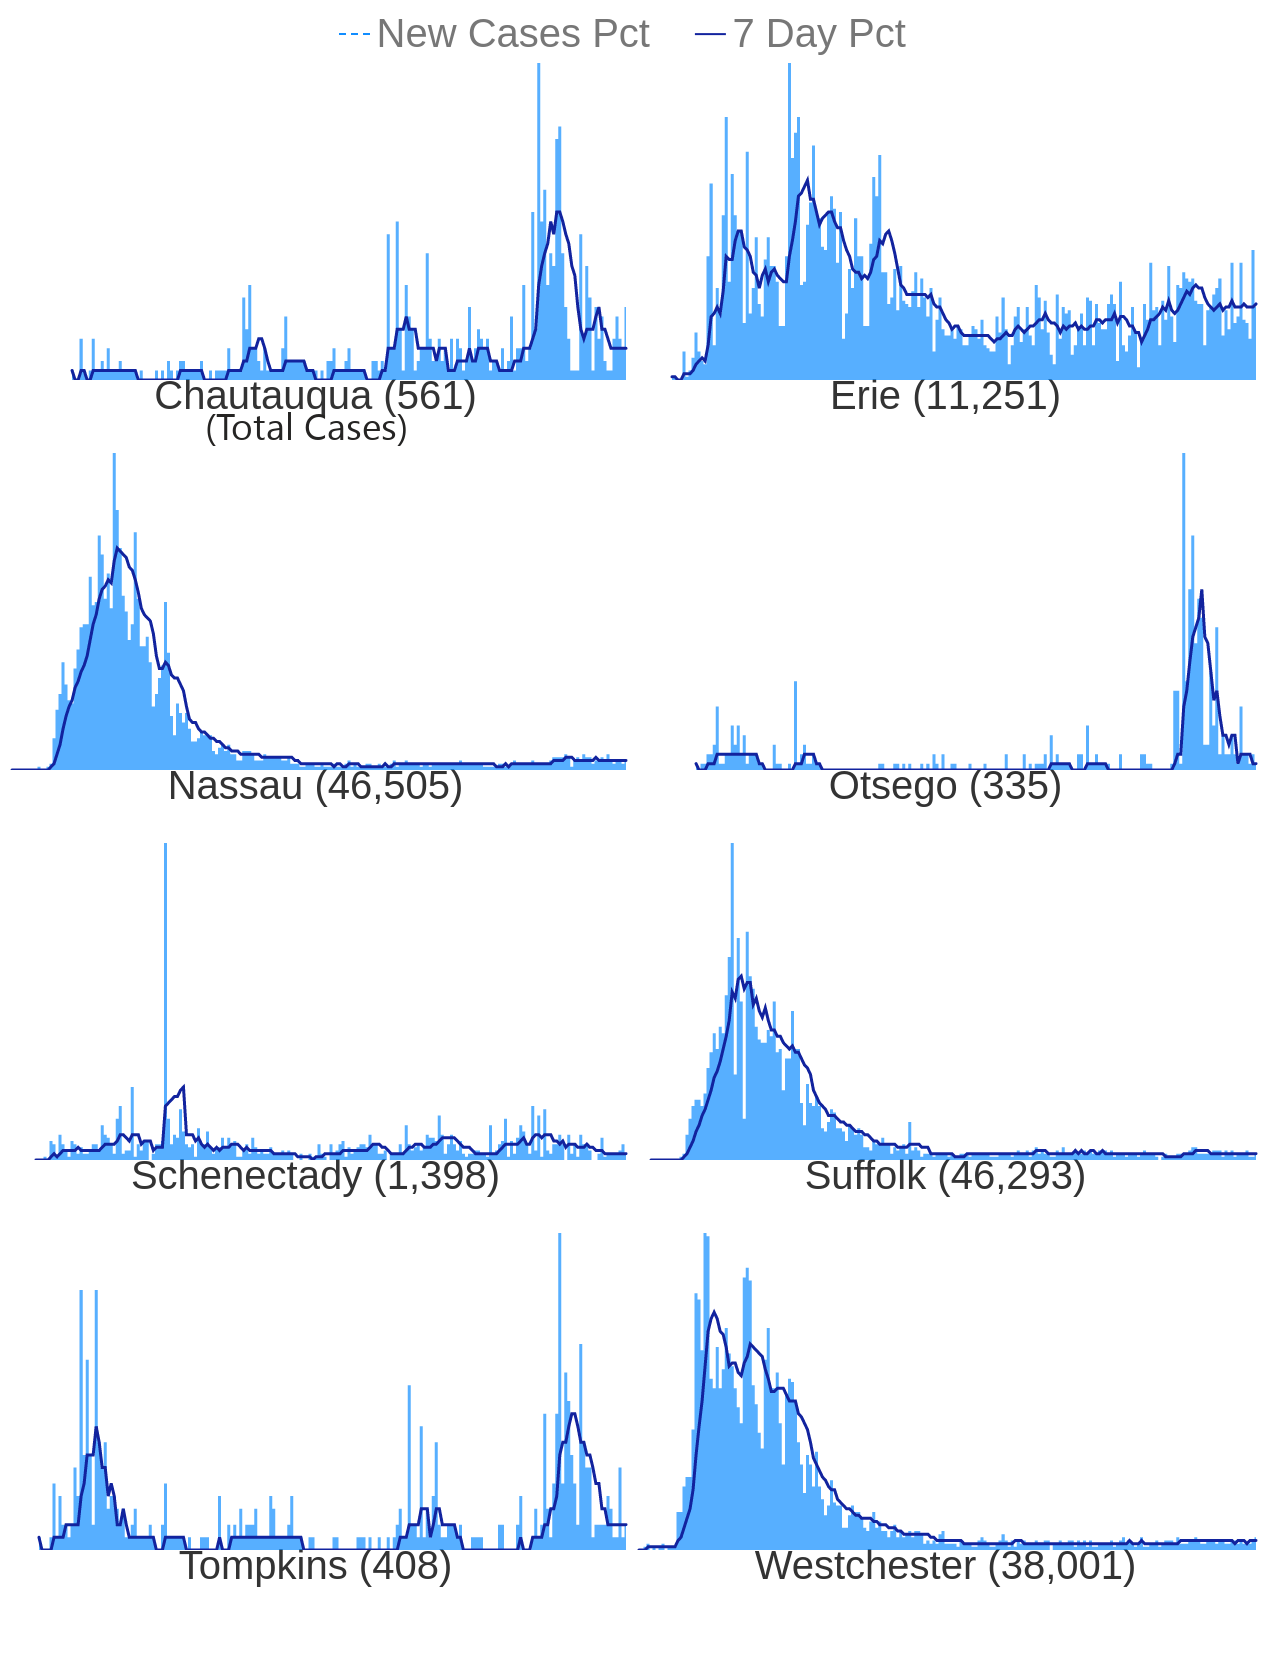 New Cases Pct 7 Day Pct
Chautauqua (561) Erie (11,251)
(Total Cases)
Nassau (46,505) Otsego (335)
Schenectady (1,398) Suffolk (46,293)
Tompkins (408) Westchester (38,001)